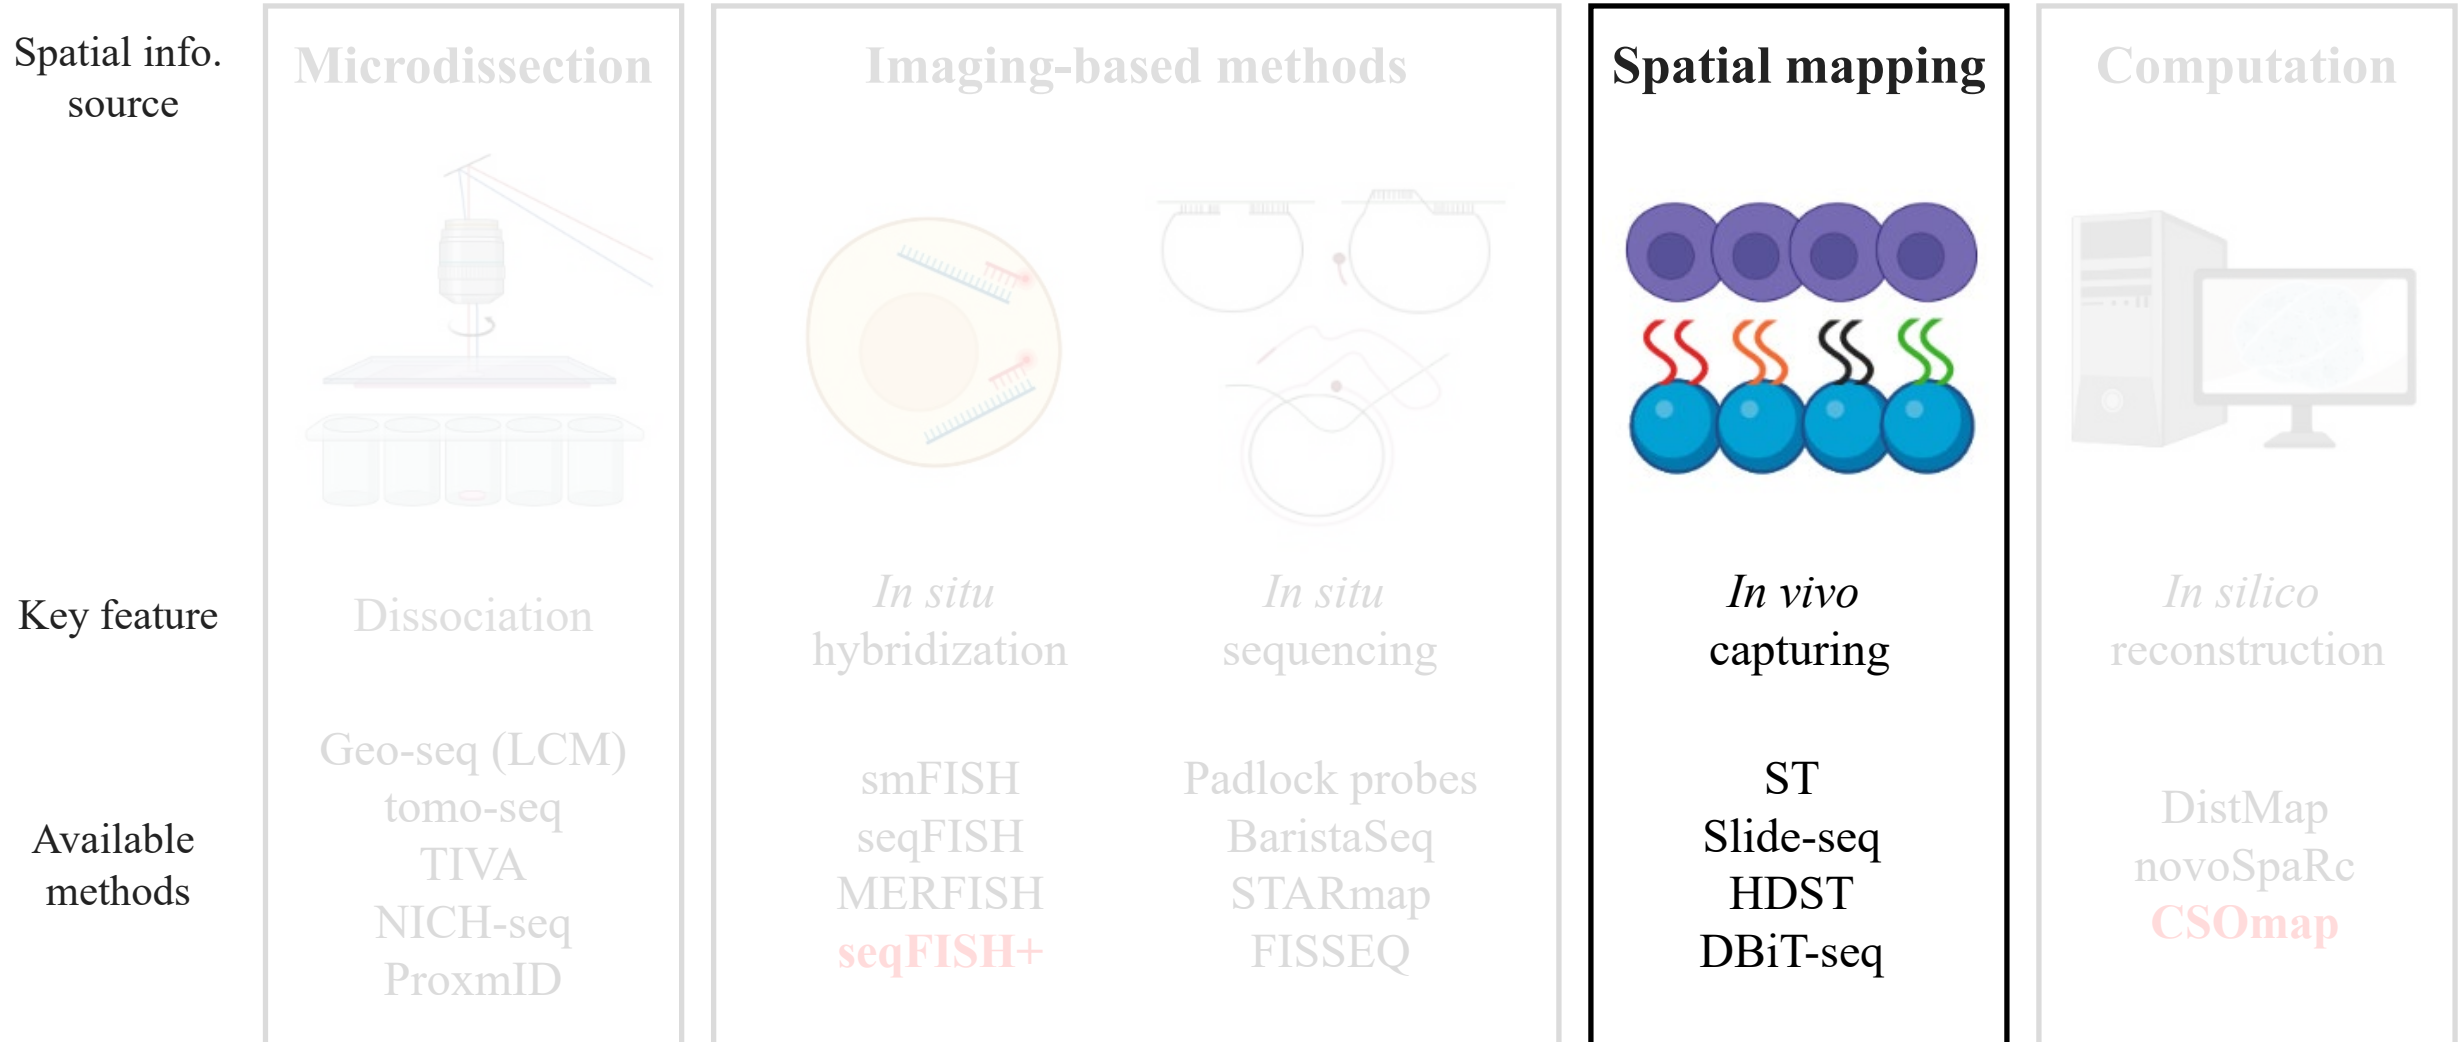 Spatial info.
source
Microdissection
Imaging-based methods
Spatial mapping
Computation
Key feature
Dissociation
In situ
hybridization
In situ
sequencing
In vivo
capturing
In silico
reconstruction
Available
methods
Geo-seq (LCM)
tomo-seq
TIVA
NICH-seq
ProxmID
smFISH
seqFISH
MERFISH
seqFISH+
Padlock probes
BaristaSeq
STARmap
FISSEQ
ST
Slide-seq
HDST
DBiT-seq
DistMap
novoSpaRc
CSOmap